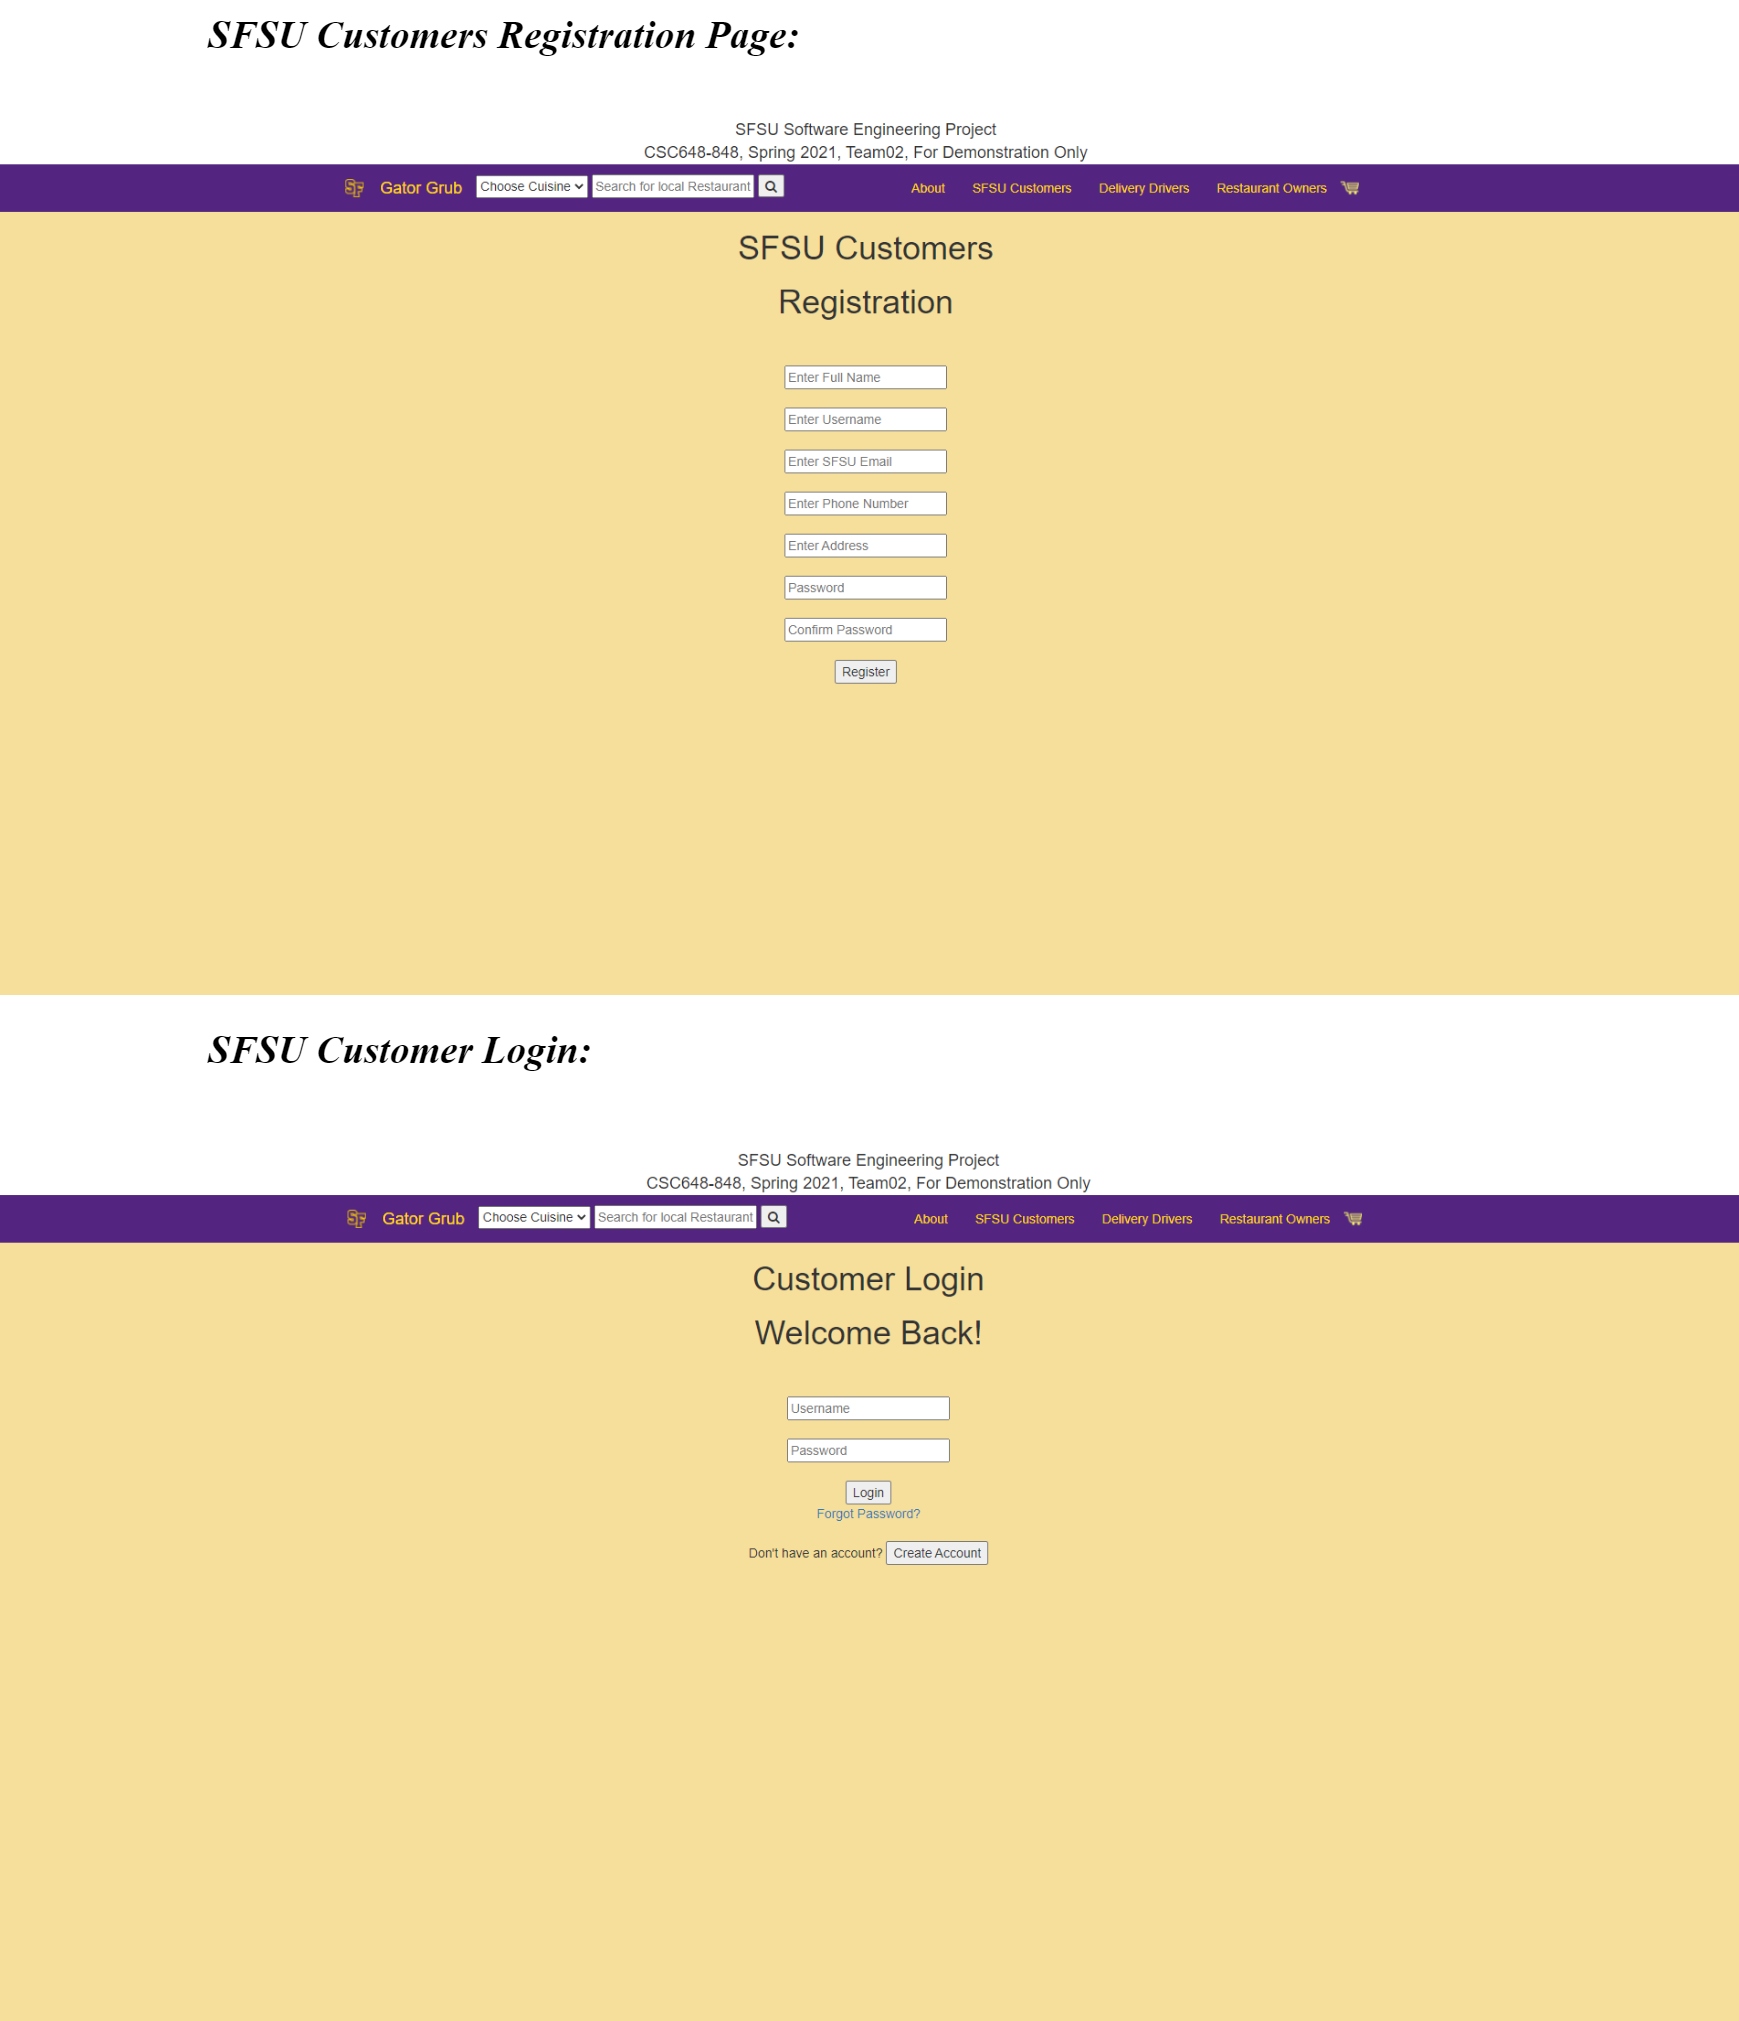 SFSU Customers Registration Page:
SFSU Software Engineering Project
CSC648-848, Spring 2021, Team02, For Demonstration Only
SF Gator Grub Choose Cuisine Search for local Restaurant About SFSU Customers Delivery Drivers Restaurant Owners
SFSU Customers
Registration
Enter Full Name
Enter Username
Enter SFSU Email
Enter Phone Number
Enter Address
Password
Confirm Password
Register
SFSU Customer Login:
SFSU Software Engineering Project
CSC648-848, Spring 2021, Team02, For Demonstration Only
SF Gator Grub Choose Cuisine Search for local Restaurant About SFSU Customers Delivery Drivers Restaurant Owners
Customer Login
Welcome Back!
Username
Password
Login
Forgot Password?
Don't have an account? Create Account